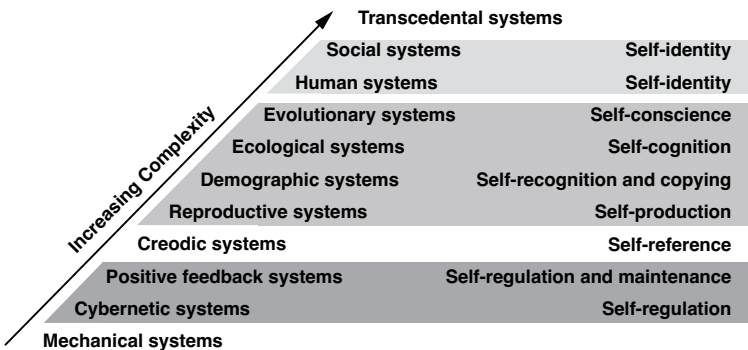 Transcedental systems
Social systems Self-identity
Human systems Self-identity
Evolutionary systems Self-conscience
Ecological systems Self-cognition
Demographic systems Self-recognition and copying
Reproductive systems Self-production
Creodic systems Self-reference
Positive feedback systems Self-regulation and maintenance
Cybernetic systems Self-regulation
Mechanical systems
Increasing Complexity